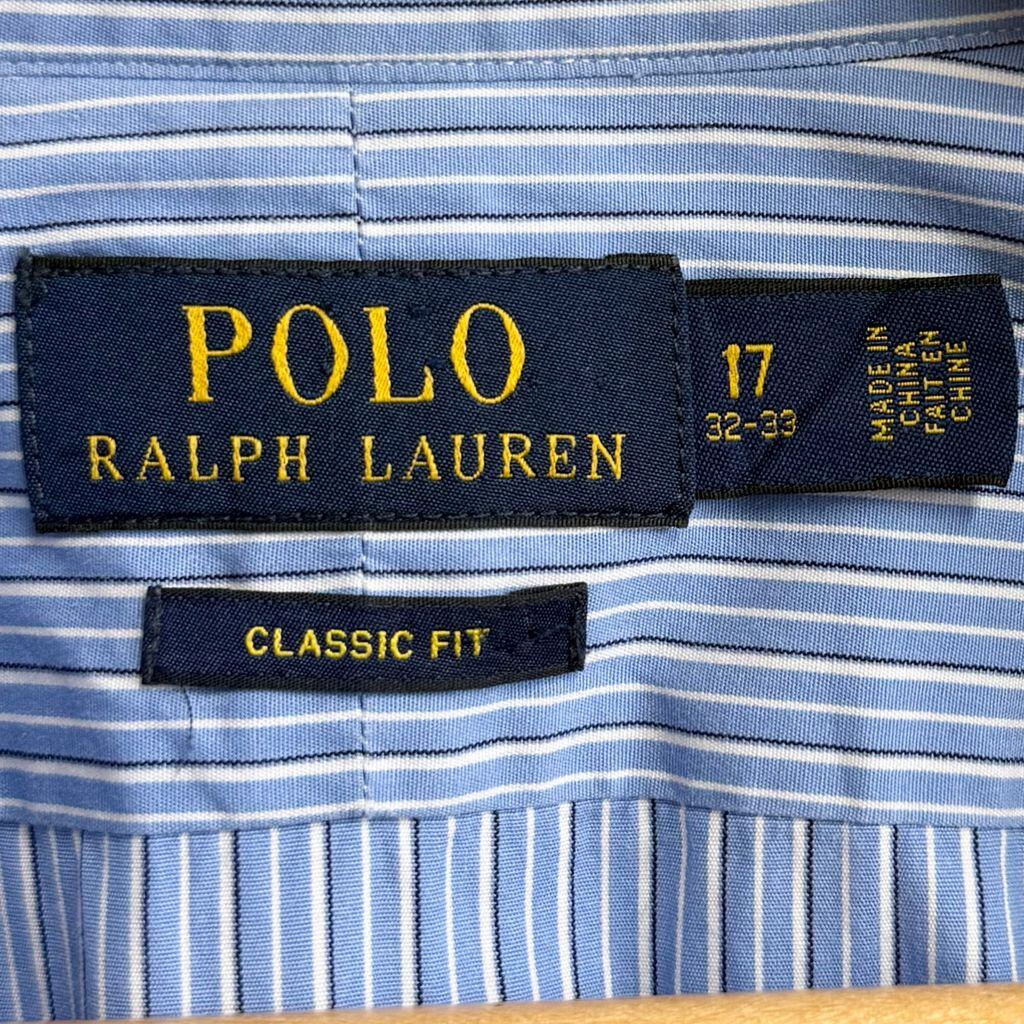 POLO
RALPH LAUREN
17
32-33
MADE IN
CHINA
FAIT EN
CHINE
CLASSIC FIT